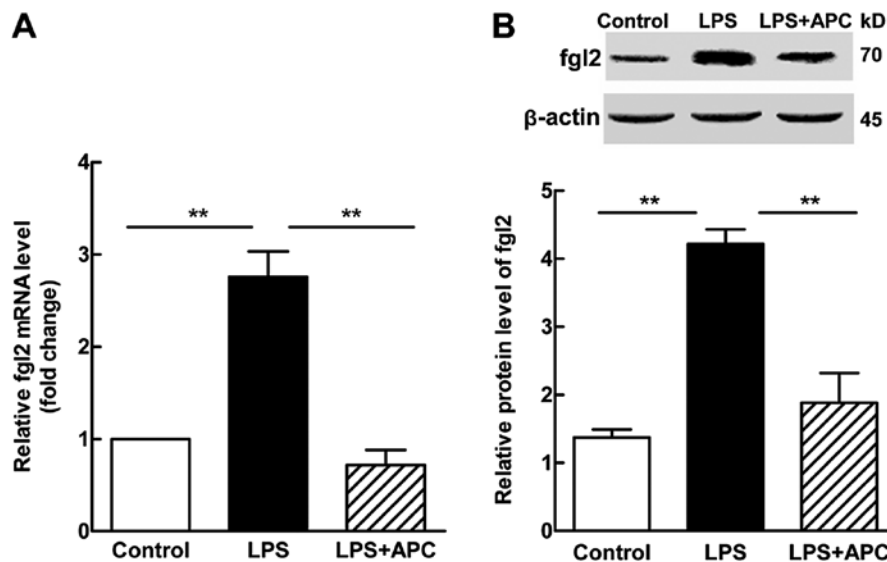 A
Relative fgl2 mRNA level
(fold change)
4
3
2
1
0
**
**
Control
LPS
LPS+APC
B
Control
LPS
LPS+APC
kD
fgl2
70
β-actin
45
Relative protein level of fgl2
5
4
3
2
1
0
**
**
Control
LPS
LPS+APC